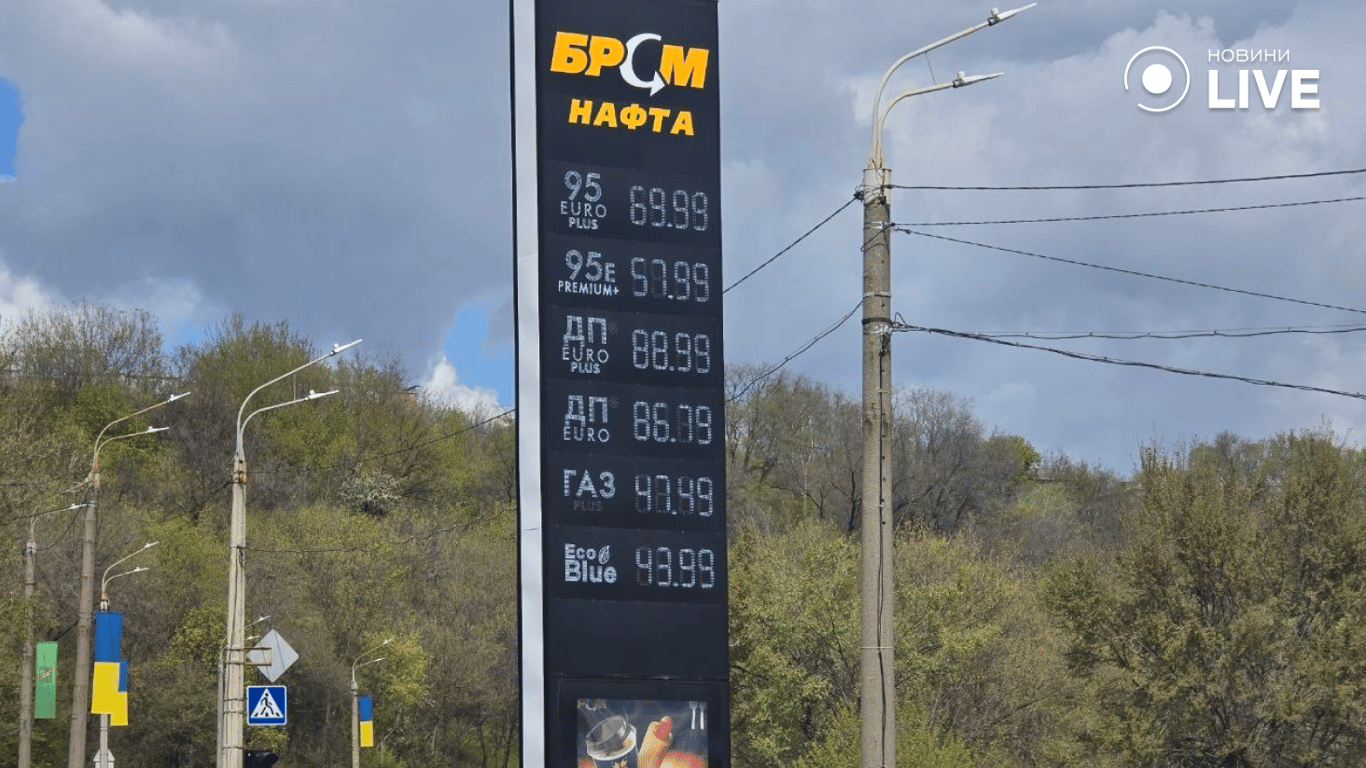 БРСМ
НАФТА
НОВИНИ
LIVE
95 69.99
EURO
PLUS
95E 57.99
PREMIUM+
ДП 88.99
EURO
PLUS
ДП 86.79
EURO
ГАЗ 47.49
PLUS
Eco
Blue 43.99